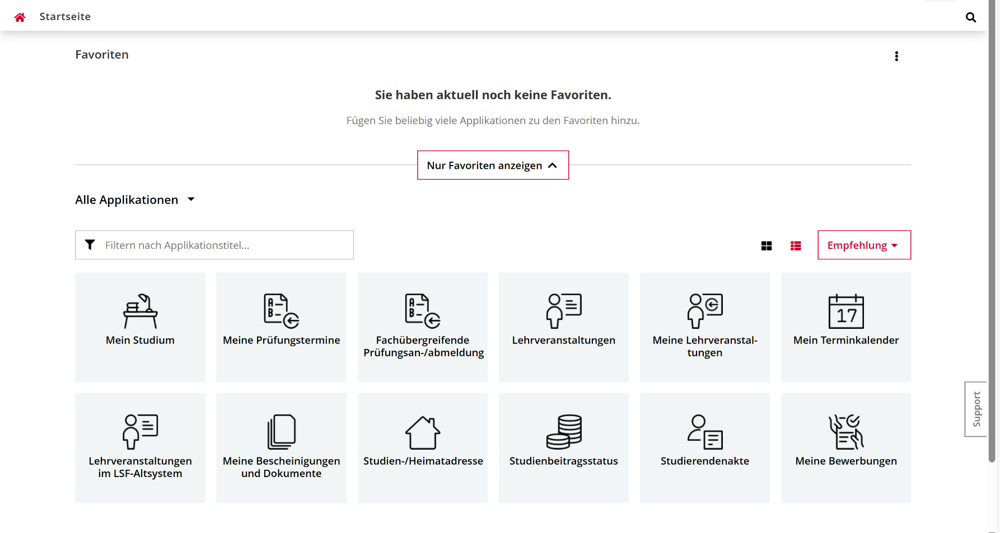 Startseite
Favoriten
Sie haben aktuell noch keine Favoriten.
Fügen Sie beliebig viele Applikationen zu den Favoriten hinzu.
Nur Favoriten anzeigen
Alle Applikationen
Filtern nach Applikationstitel...
Empfehlung
A
B
A
B
17
Mein Studium
Meine Prüfungstermine
Fachübergreifende
Prüfungsan-/abmeldung
Lehrveranstaltungen
Meine Lehrveranstal-
tungen
Mein Terminkalender
Support
Lehrveranstaltungen
im LSF-Altsystem
Meine Bescheinigungen
und Dokumente
Studien-/Heimatadresse
Studienbeitragsstatus
Studierendenakte
Meine Bewerbungen